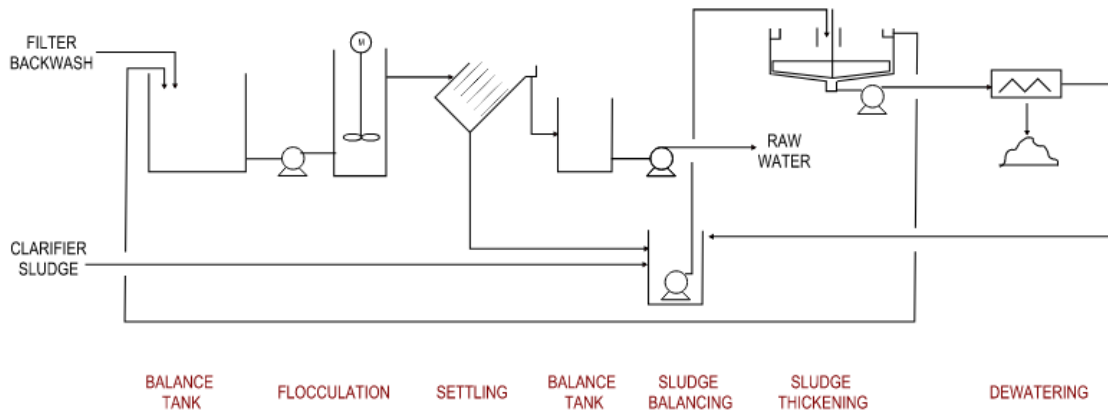 FILTER
BACKWASH
M
RAW
WATER
CLARIFIER
SLUDGE
BALANCE
TANK
FLOCCULATION
SETTLING
BALANCE
TANK
SLUDGE
BALANCING
SLUDGE
THICKENING
DEWATERING